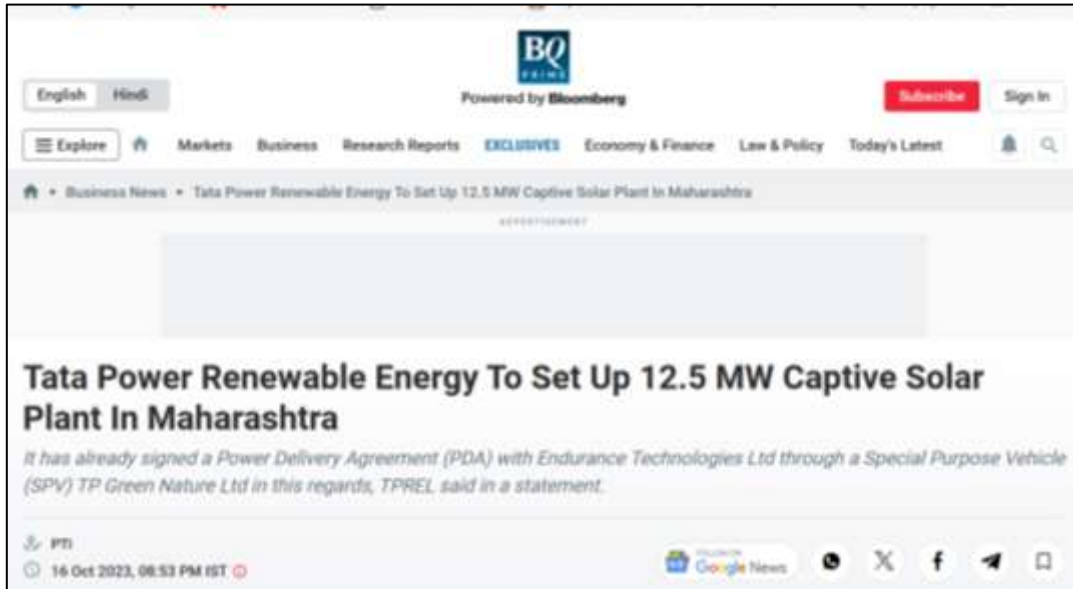 BQ
PRIME
Powered by Bloomberg
English Hindi
Subscribe Sign In
Explore Markets Business Research Reports EXCLUSIVES Economy & Finance Law & Policy Today's Latest
• Business News • Tata Power Renewable Energy To Set Up 12.5 MW Captive Solar Plant In Maharashtra
ADVERTISEMENT
Tata Power Renewable Energy To Set Up 12.5 MW Captive Solar
Plant In Maharashtra
It has already signed a Power Delivery Agreement (PDA) with Endurance Technologies Ltd through a Special Purpose Vehicle
(SPV) TP Green Nature Ltd in this regards, TPREL said in a statement.
PTI
FOLLOW ON
Google News
16 Oct 2023, 08:53 PM IST